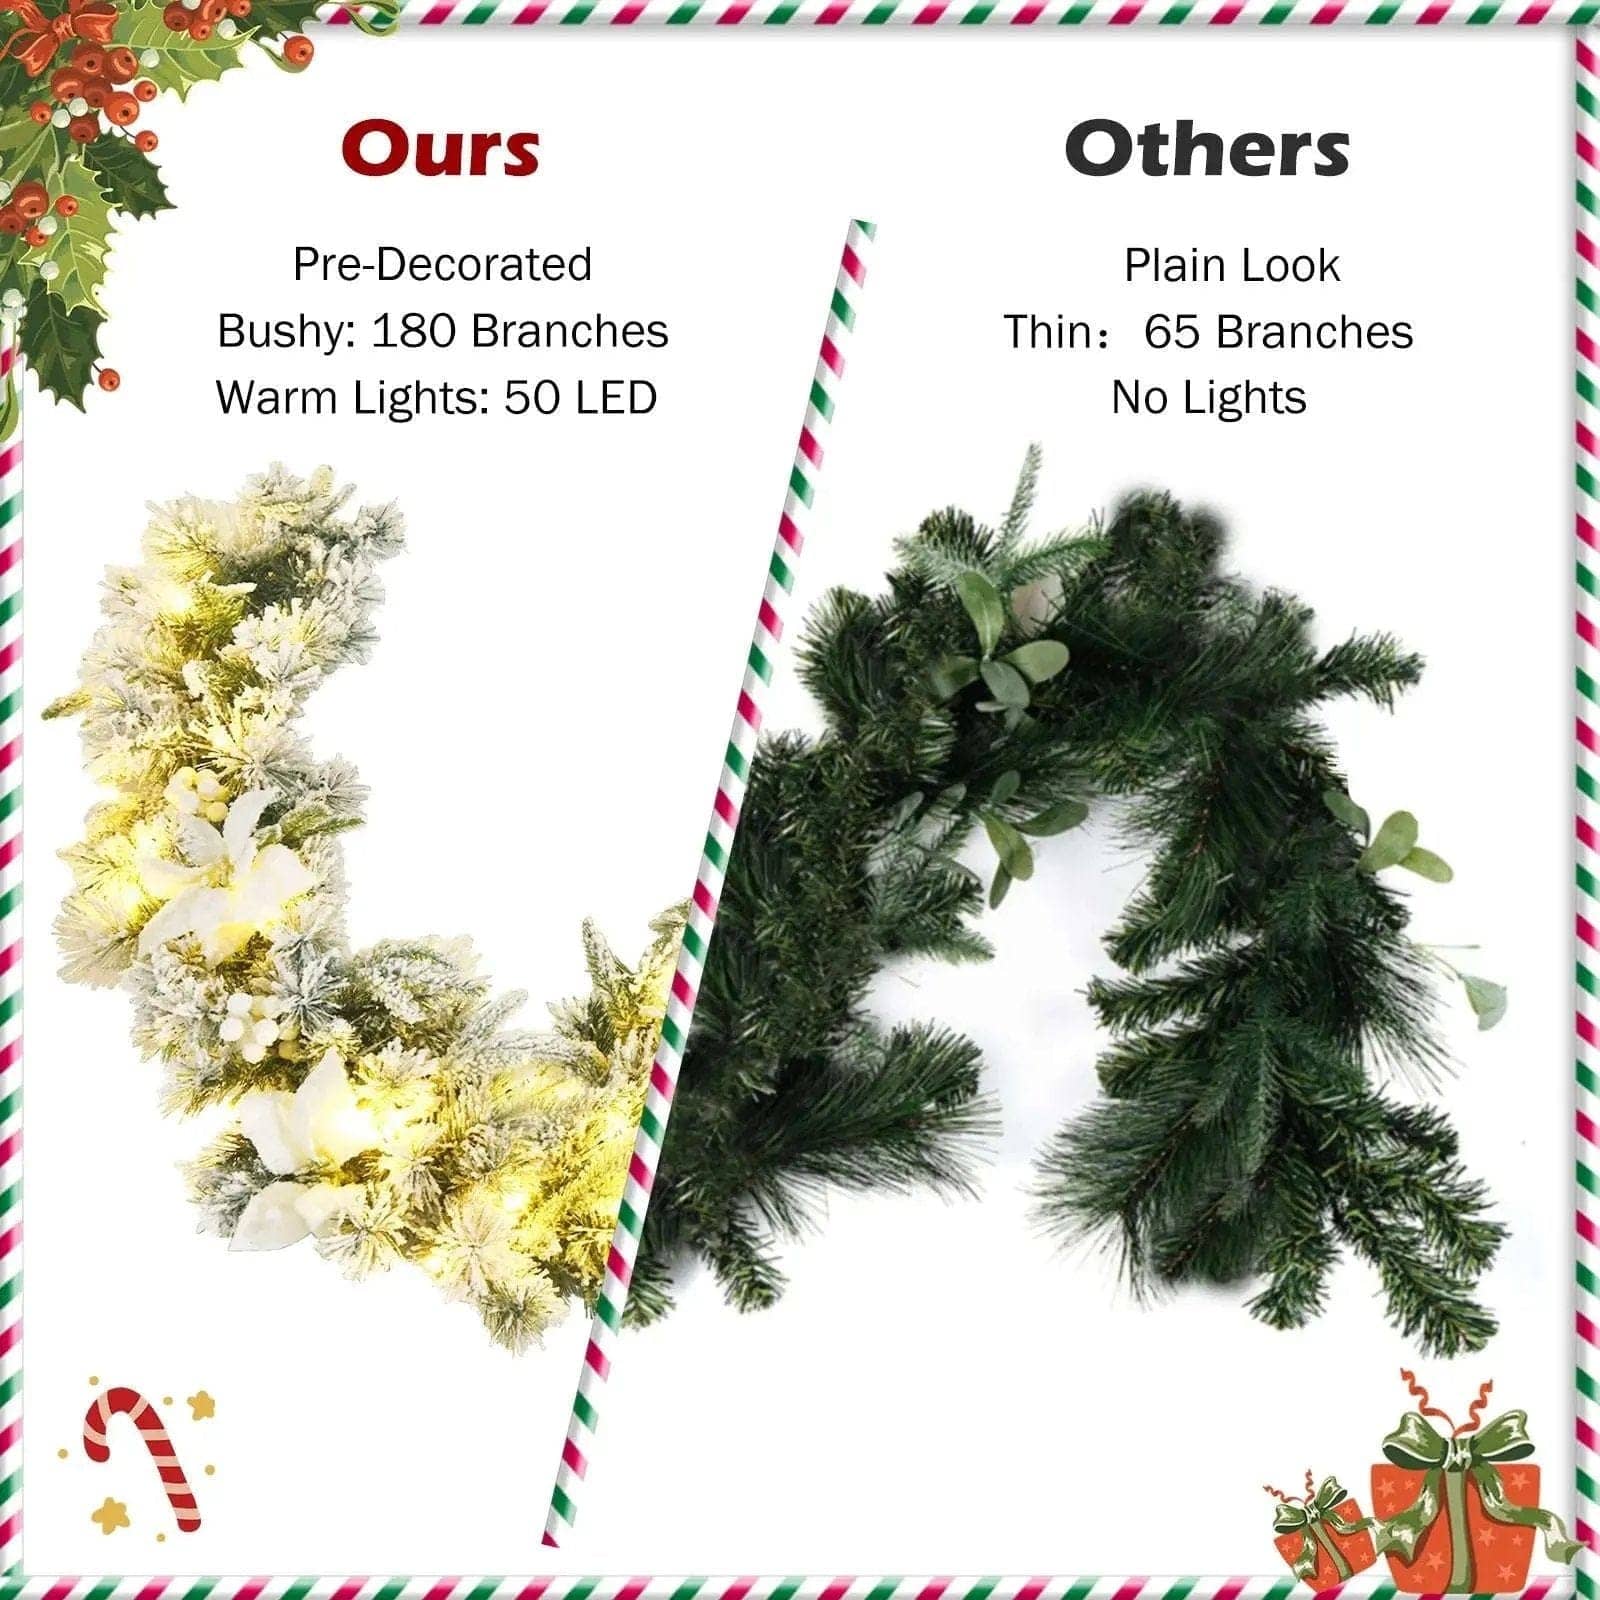 Ours
Pre-Decorated
Bushy: 180 Branches
Warm Lights: 50 LED
Others
Plain Look
Thin： 65 Branches
No Lights